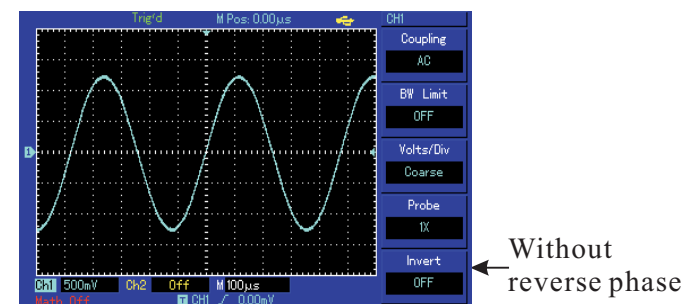 Trig'd M Pos: 0.00μs CH1
Coupling
AC
BW Limit
OFF
Volts/Div
Coarse
Probe
1X
Invert
OFF
1
Ch1 500mV Ch2 Off M 100μs
Math Off T CH1 / 0.00mV
Without
reverse phase